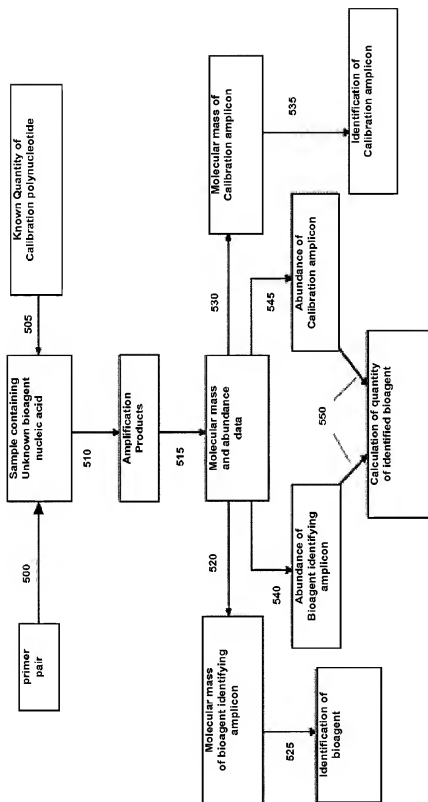 primer
pair
500
Sample containing
Unknown bioagent
nucleic acid
505
Known Quantity of
Calibration polynucleotide
510
Amplification
Products
515
Molecular mass
and abundance
data
520
Molecular mass
of bioagent identifying
amplicon
525
Identification of
bioagent
530
Molecular mass of
Calibration amplicon
535
Identification of
Calibration amplicon
540
Abundance of
Bioagent identifying
amplicon
545
Abundance of
Calibration amplicon
550
Calculation of quantity
of identified bioagent